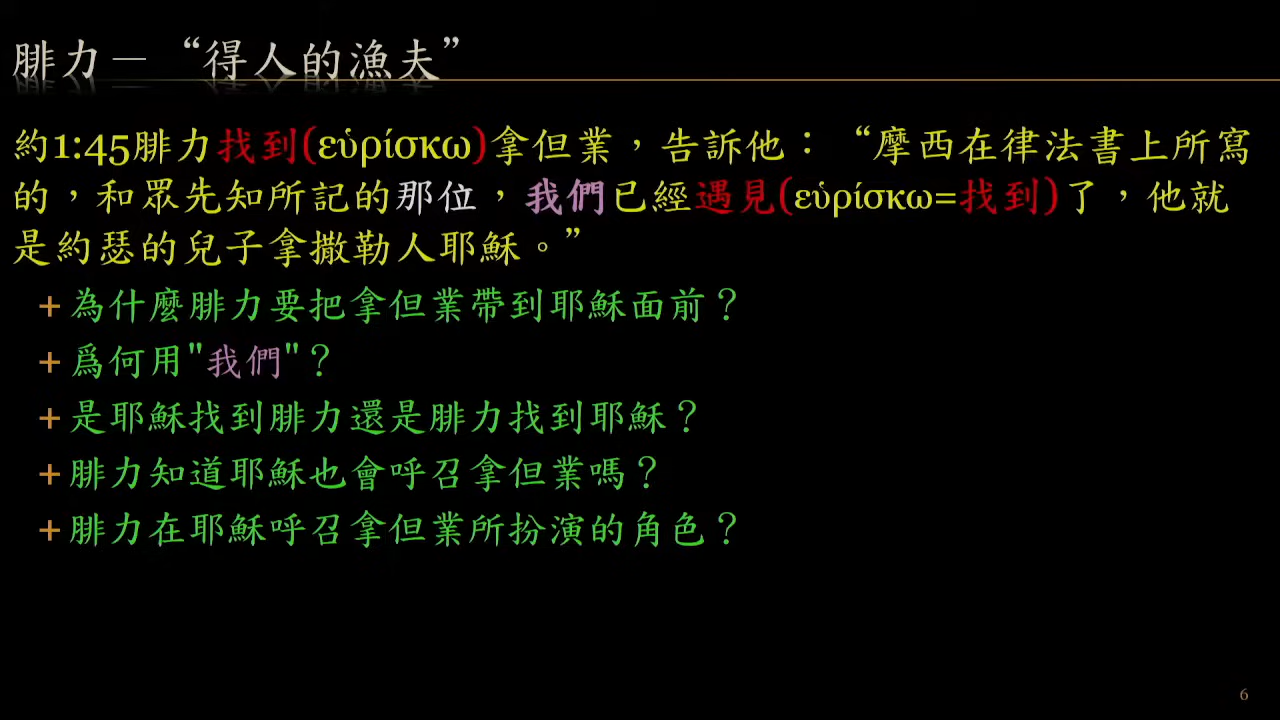 腓力－“得人的漁夫”
約1:45腓力找到(εὑρίσκω)拿但業，告訴他：“摩西在律法書上所寫
的，和眾先知所記的那位，我們已經遇見(εὑρίσκω=找到)了，他就
是約瑟的兒子拿撒勒人耶穌。”
+ 為什麼腓力要把拿但業帶到耶穌面前？
+ 爲何用"我們"？
+ 是耶穌找到腓力還是腓力找到耶穌？
+ 腓力知道耶穌也會呼召拿但業嗎？
+ 腓力在耶穌呼召拿但業所扮演的角色？
6